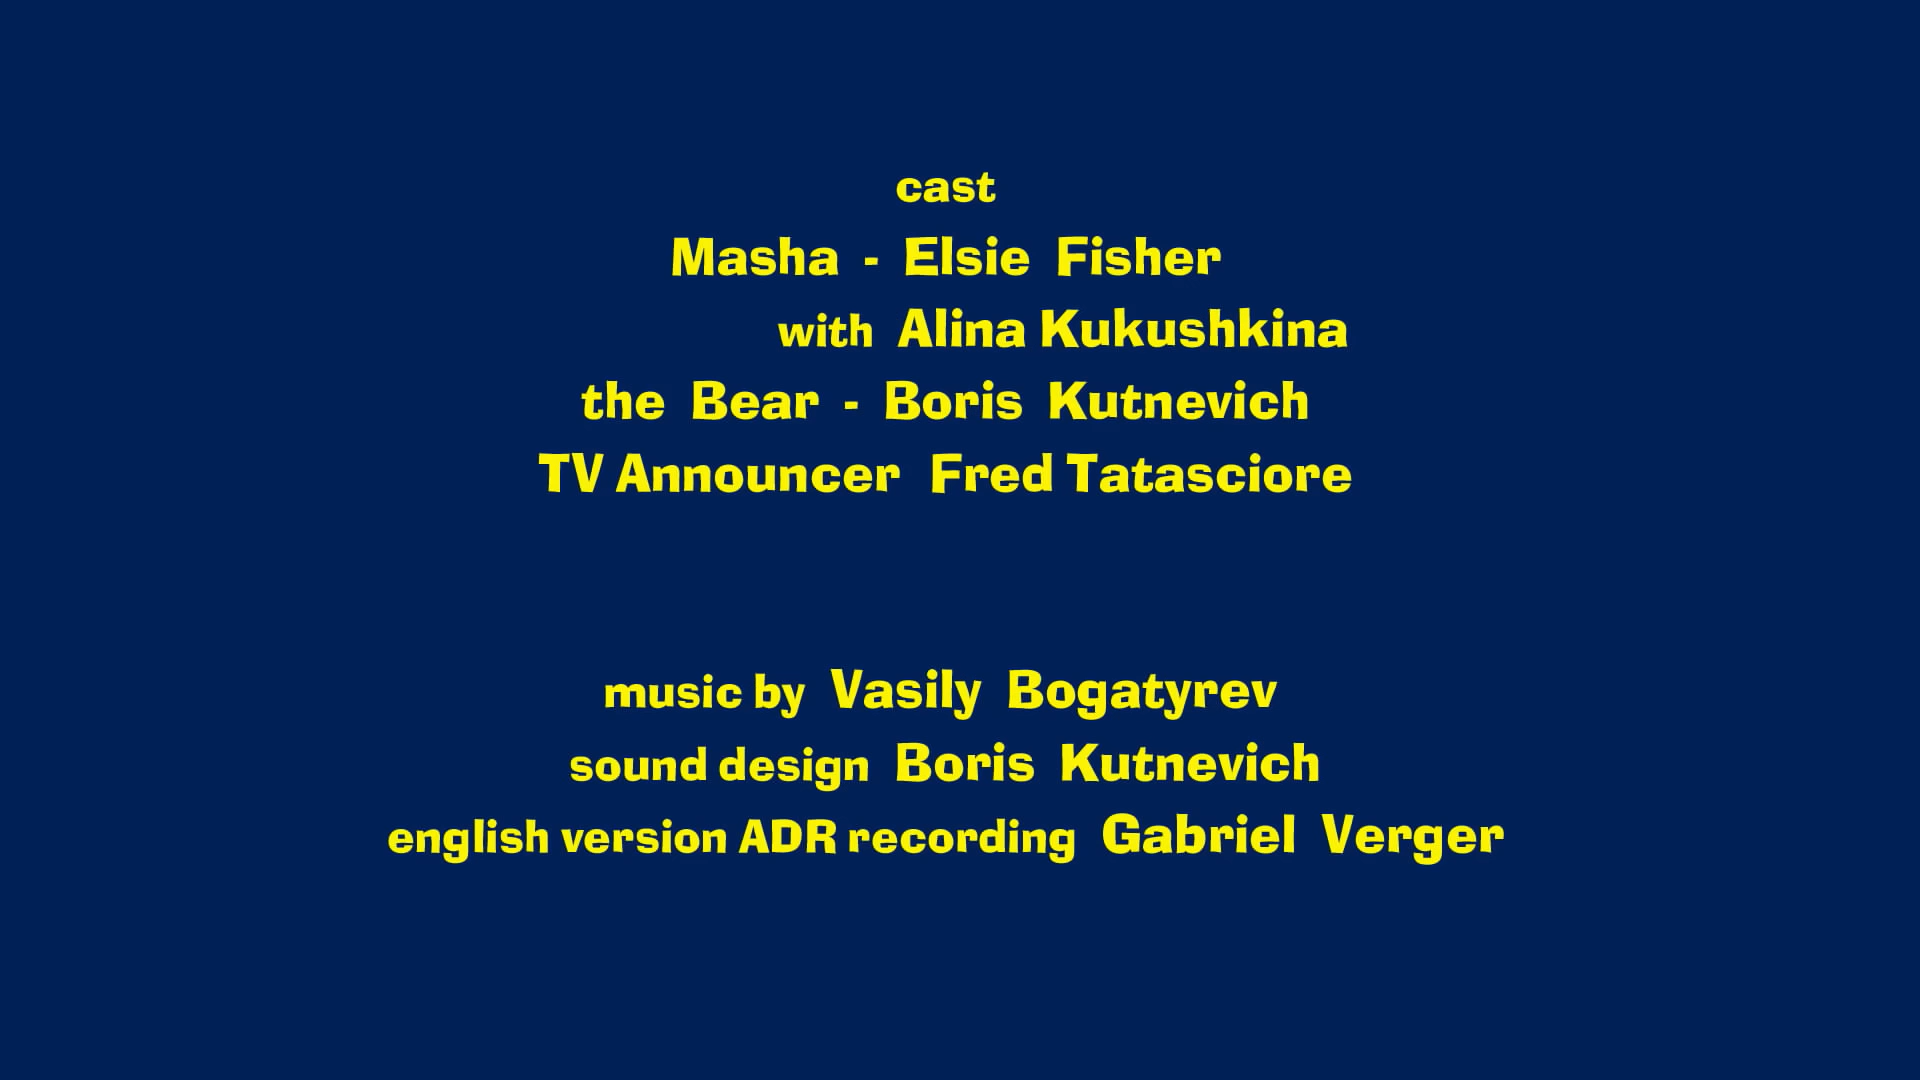 cast
Masha - Elsie Fisher
with Alina Kukushkina
the Bear - Boris Kutnevich
TV Announcer Fred Tatasciore
music by Vasily Bogatyrev
sound design Boris Kutnevich
english version ADR recording Gabriel Verger